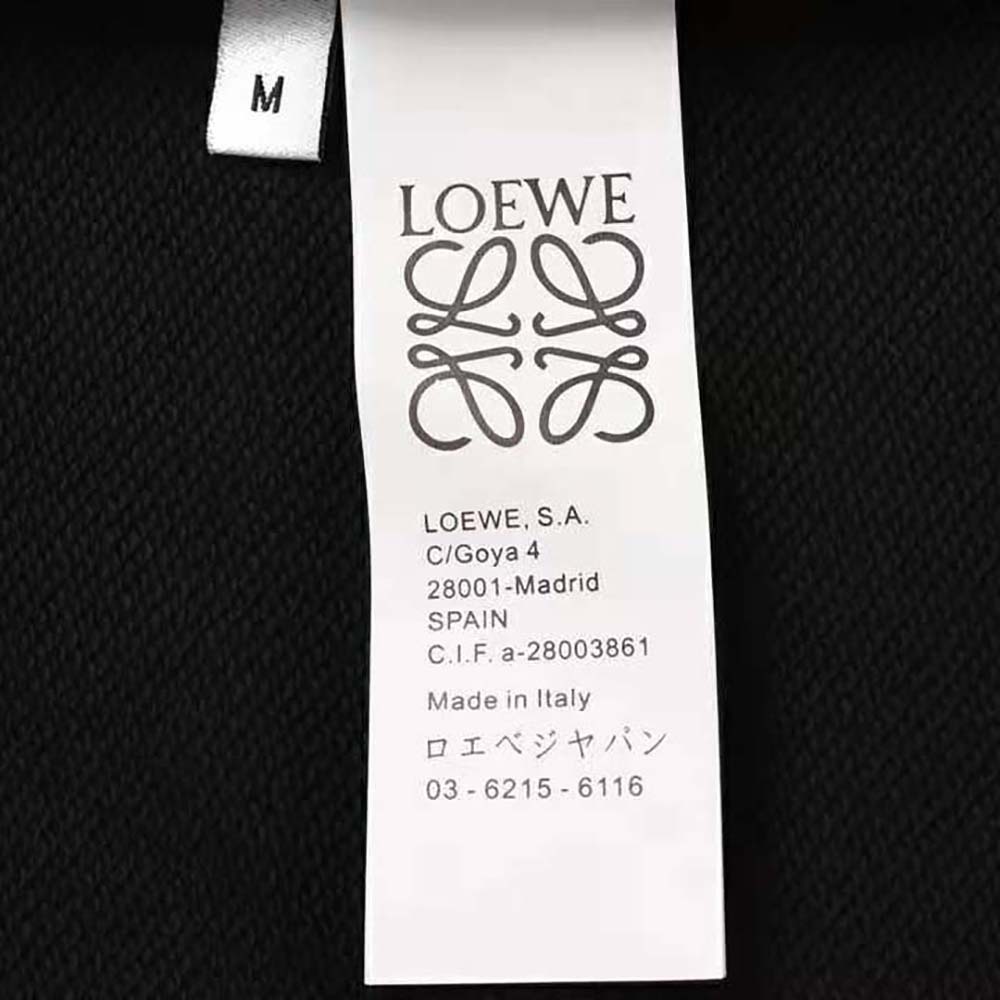 M
LOEWE
LOEWE, S.A.
C/Goya 4
28001-Madrid
SPAIN
C.I.F. a-28003861
Made in Italy
ロエベジヤパン
03 - 6215 - 6116